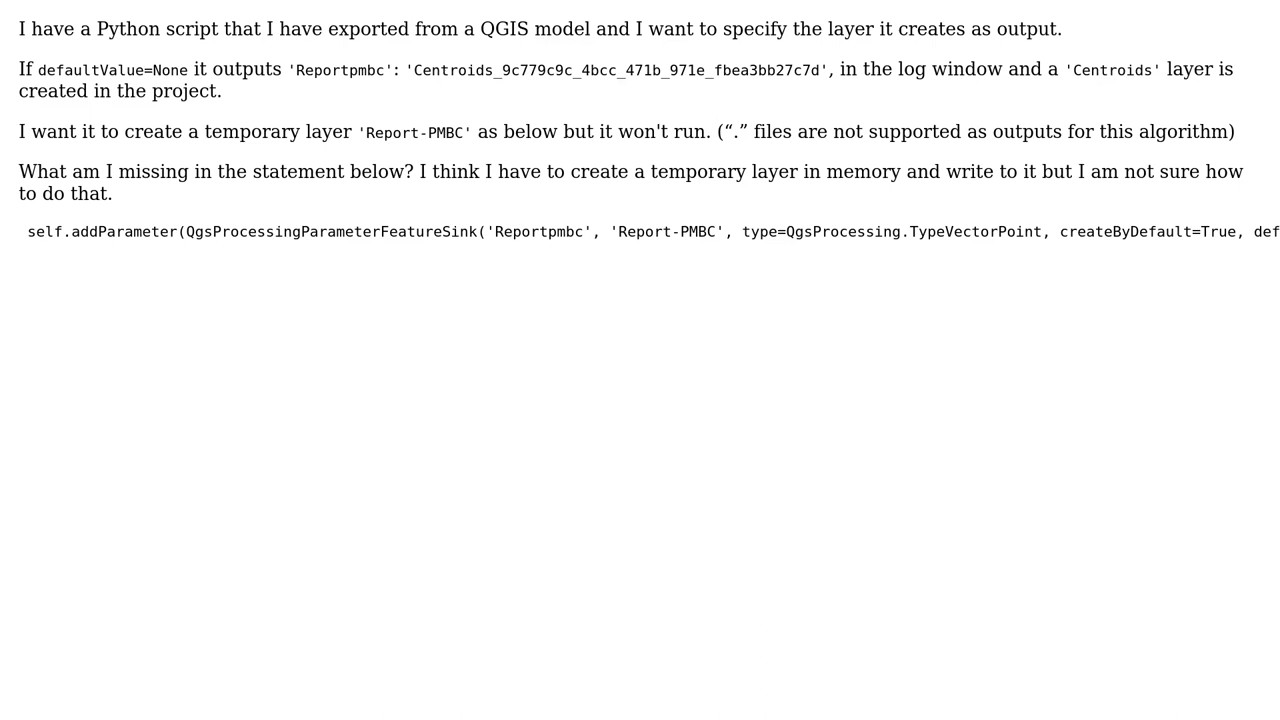 I have a Python script that I have exported from a QGIS model and I want to specify the layer it creates as output.
If defaultValue=None it outputs 'Reportpmbc': 'Centroids_9c779c9c_4bcc_471b_971e_fbea3bb27c7d', in the log window and a 'Centroids' layer is
created in the project.
I want it to create a temporary layer 'Report-PMBC' as below but it won't run. (“.” files are not supported as outputs for this algorithm)
What am I missing in the statement below? I think I have to create a temporary layer in memory and write to it but I am not sure how
to do that.
self.addParameter(QgsProcessingParameterFeatureSink('Reportpmbc', 'Report-PMBC', type=QgsProcessing.TypeVectorPoint, createByDefault=True, def